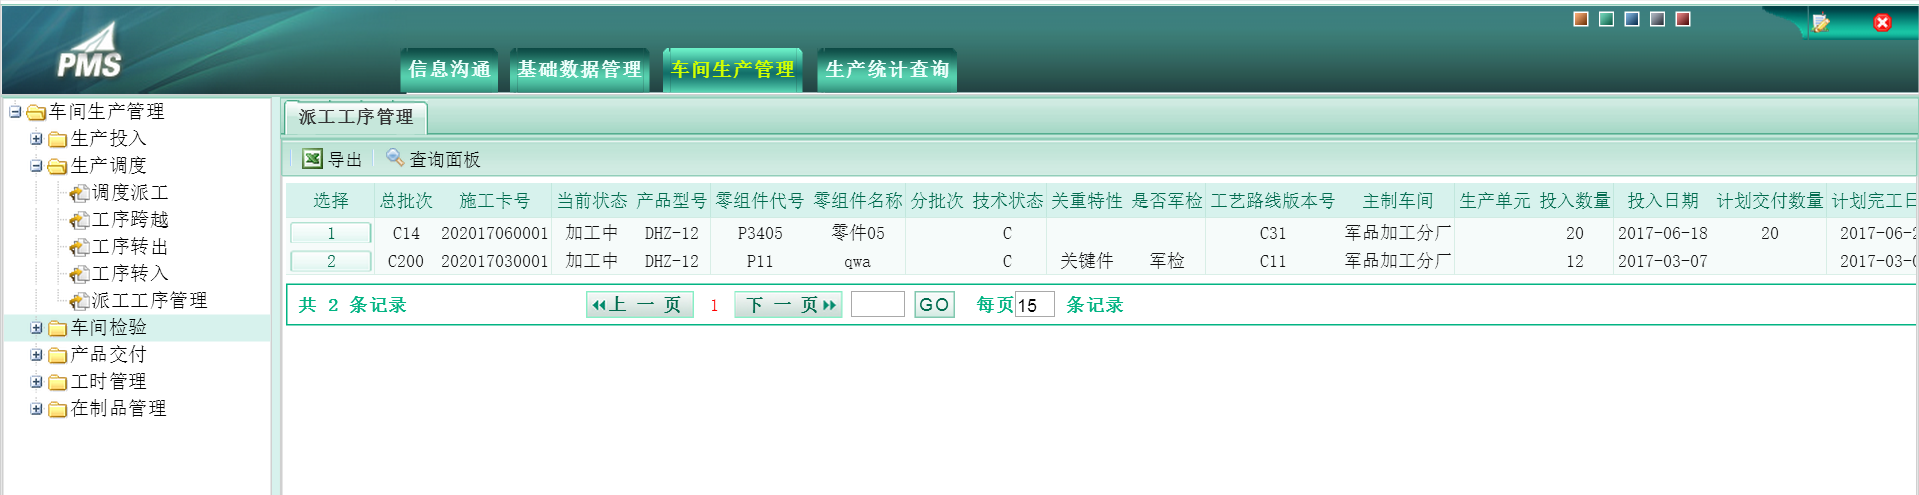 PMS
信息沟通 基础数据管理 车间生产管理 生产统计查询
车间生产管理
生产投入
生产调度
调度派工
工序跨越
工序转出
工序转入
派工工序管理
车间检验
产品交付
工时管理
在制品管理
派工工序管理
导出 查询面板
选择 总批次 施工卡号 当前状态 产品型号 零组件代号 零组件名称 分批次 技术状态 关重特性 是否军检 工艺路线版本号 主制车间 生产单元 投入数量 投入日期 计划交付数量 计划完工日
1 C14 202017060001 加工中 DHZ-12 P3405 零件05 C C31 军品加工分厂 20 2017-06-18 20 2017-06-2
2 C200 202017030001 加工中 DHZ-12 P11 qwa C 关键件 军检 C11 军品加工分厂 12 2017-03-07 2017-03-0
共 2 条记录 上一页 1 下一页 GO 每页 15 条记录